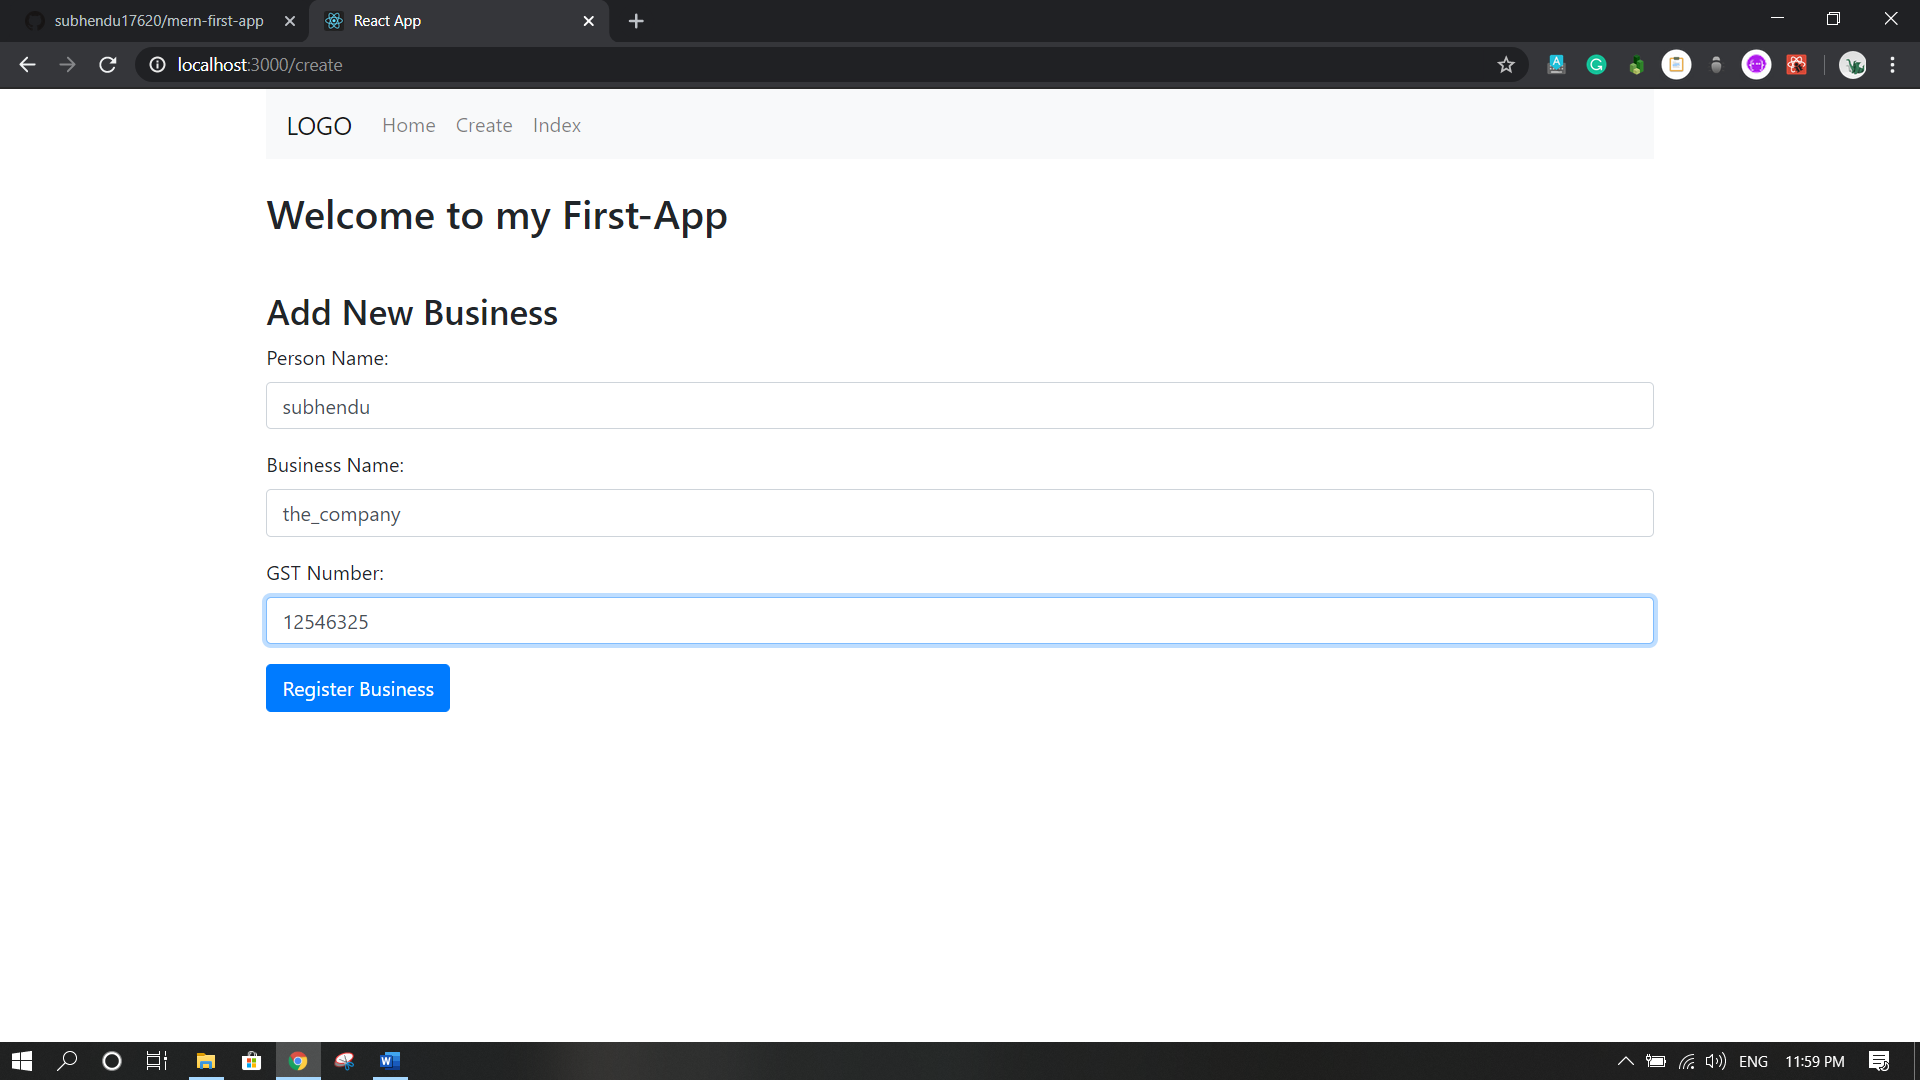 subhendu17620/mern-first-app
React App
localhost:3000/create
LOGO Home Create Index
Welcome to my First-App
Add New Business
Person Name:
subhendu
Business Name:
the_company
GST Number:
12546325
Register Business
ENG 11:59 PM